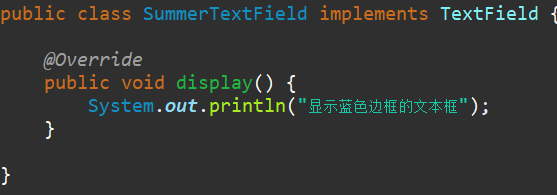 public class SummerTextField implements TextField {
@Override
public void display() {
System.out.println("显示蓝色边框的文本框");
}
}